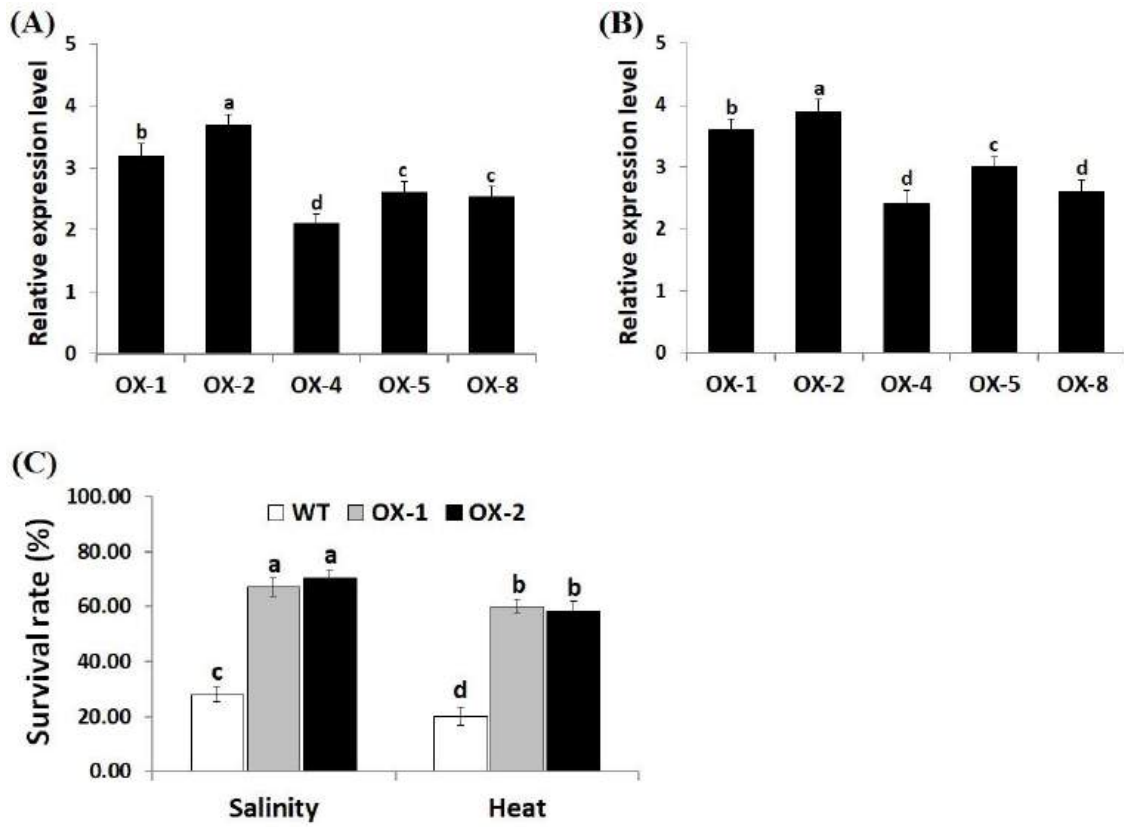 (A)
Relative expression level
5
4
3
2
1
0
b
a
d
c
c
OX-1 OX-2 OX-4 OX-5 OX-8
(B)
Relative expression level
5
4
3
2
1
0
b
a
d
c
d
OX-1 OX-2 OX-4 OX-5 OX-8
(C)
Survival rate (%)
100.00
80.00
60.00
40.00
20.00
0.00
WT OX-1 OX-2
c
a
a
d
b
b
Salinity Heat